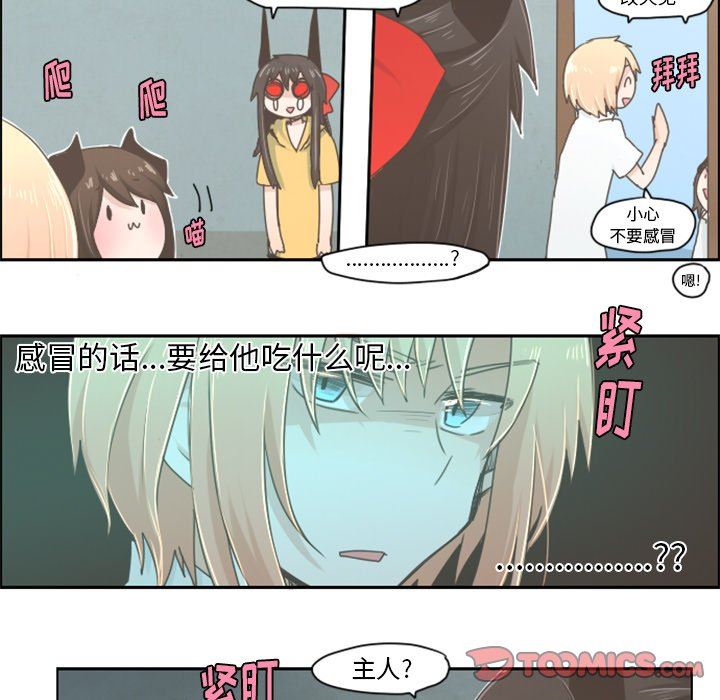 爬
爬
喵
拜拜
小心
不要感冒
嗯!
..................?
感冒的话...要给他吃什么呢...
紧
盯
..................??
紧盯
主人?
TOOMICS.COM